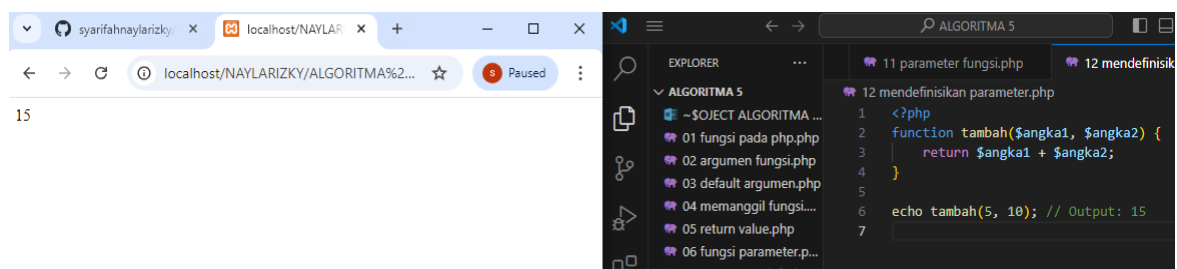 syarifahnaylarizky/
localhost/NAYLAR
localhost/NAYLARIZKY/ALGORITMA%2...
S
Paused
15
ALGORITMA 5
EXPLORER
...
ALGORITMA 5
~$OJECT ALGORITMA ...
01 fungsi pada php.php
02 argumen fungsi.php
03 default argumen.php
04 memanggil fungsi....
05 return value.php
06 fungsi parameter.p...
11 parameter fungsi.php
12 mendefinisik
12 mendefinisikan parameter.php
1 <?php
2 function tambah($angka1, $angka2) {
3 return $angka1 + $angka2;
4 }
5
6 echo tambah(5, 10); // Output: 15
7